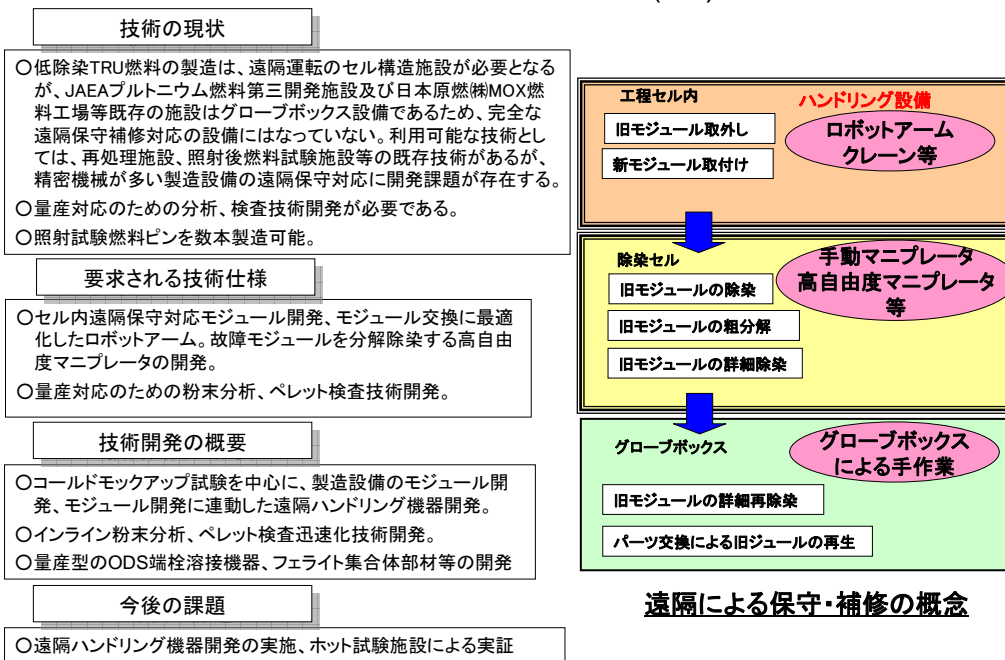 技術の現状
○低除染TRU燃料の製造は、遠隔運転のセル構造施設が必要となる
が、JAEAプルトニウム燃料第三開発施設及び日本原燃㈱MOX燃
料工場等既存の施設はグローブボックス設備であるため、完全な
遠隔保守補修対応の設備にはなっていない。利用可能な技術とし
ては、再処理施設、照射後燃料試験施設等の既存技術があるが、
精密機械が多い製造設備の遠隔保守対応に開発課題が存在する。
○量産対応のための分析、検査技術開発が必要である。
○照射試験燃料ピンを数本製造可能。
要求される技術仕様
○セル内遠隔保守対応モジュール開発、モジュール交換に最適
化したロボットアーム。故障モジュールを分解除染する高自由
度マニプレータの開発。
○量産対応のための粉末分析、ペレット検査技術開発。
技術開発の概要
○コールドモックアップ試験を中心に、製造設備のモジュール開
発、モジュール開発に連動した遠隔ハンドリング機器開発。
○インライン粉末分析、ペレット検査迅速化技術開発。
○量産型のODS端栓溶接機器、フェライト集合体部材等の開発
今後の課題
○遠隔ハンドリング機器開発の実施、ホット試験施設による実証
工程セル内
ハンドリング設備
旧モジュール取外し
新モジュール取付け
ロボットアーム
クレーン等
除染セル
手動マニプレータ
高自由度マニプレータ
等
旧モジュールの除染
旧モジュールの粗分解
旧モジュールの詳細除染
グローブボックス
グローブボックス
による手作業
旧モジュールの詳細再除染
パーツ交換による旧ジュールの再生
遠隔による保守・補修の概念